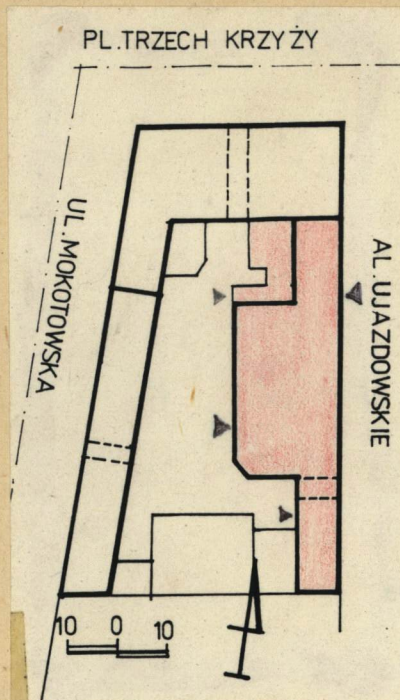 PL. TRZECH KRZYŻY
UL. MOKOTOWSKA
AL. UJAZDOWSKIE
10 0 10